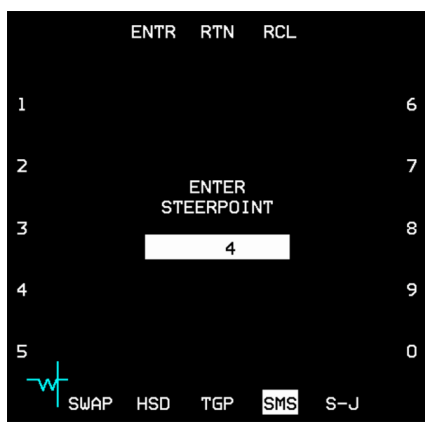 ENTR RTN RCL
1 6
2 7
ENTER
STEERPOINT
3 8
4
4 9
5 0
SWAP HSD TGP SMS S-J